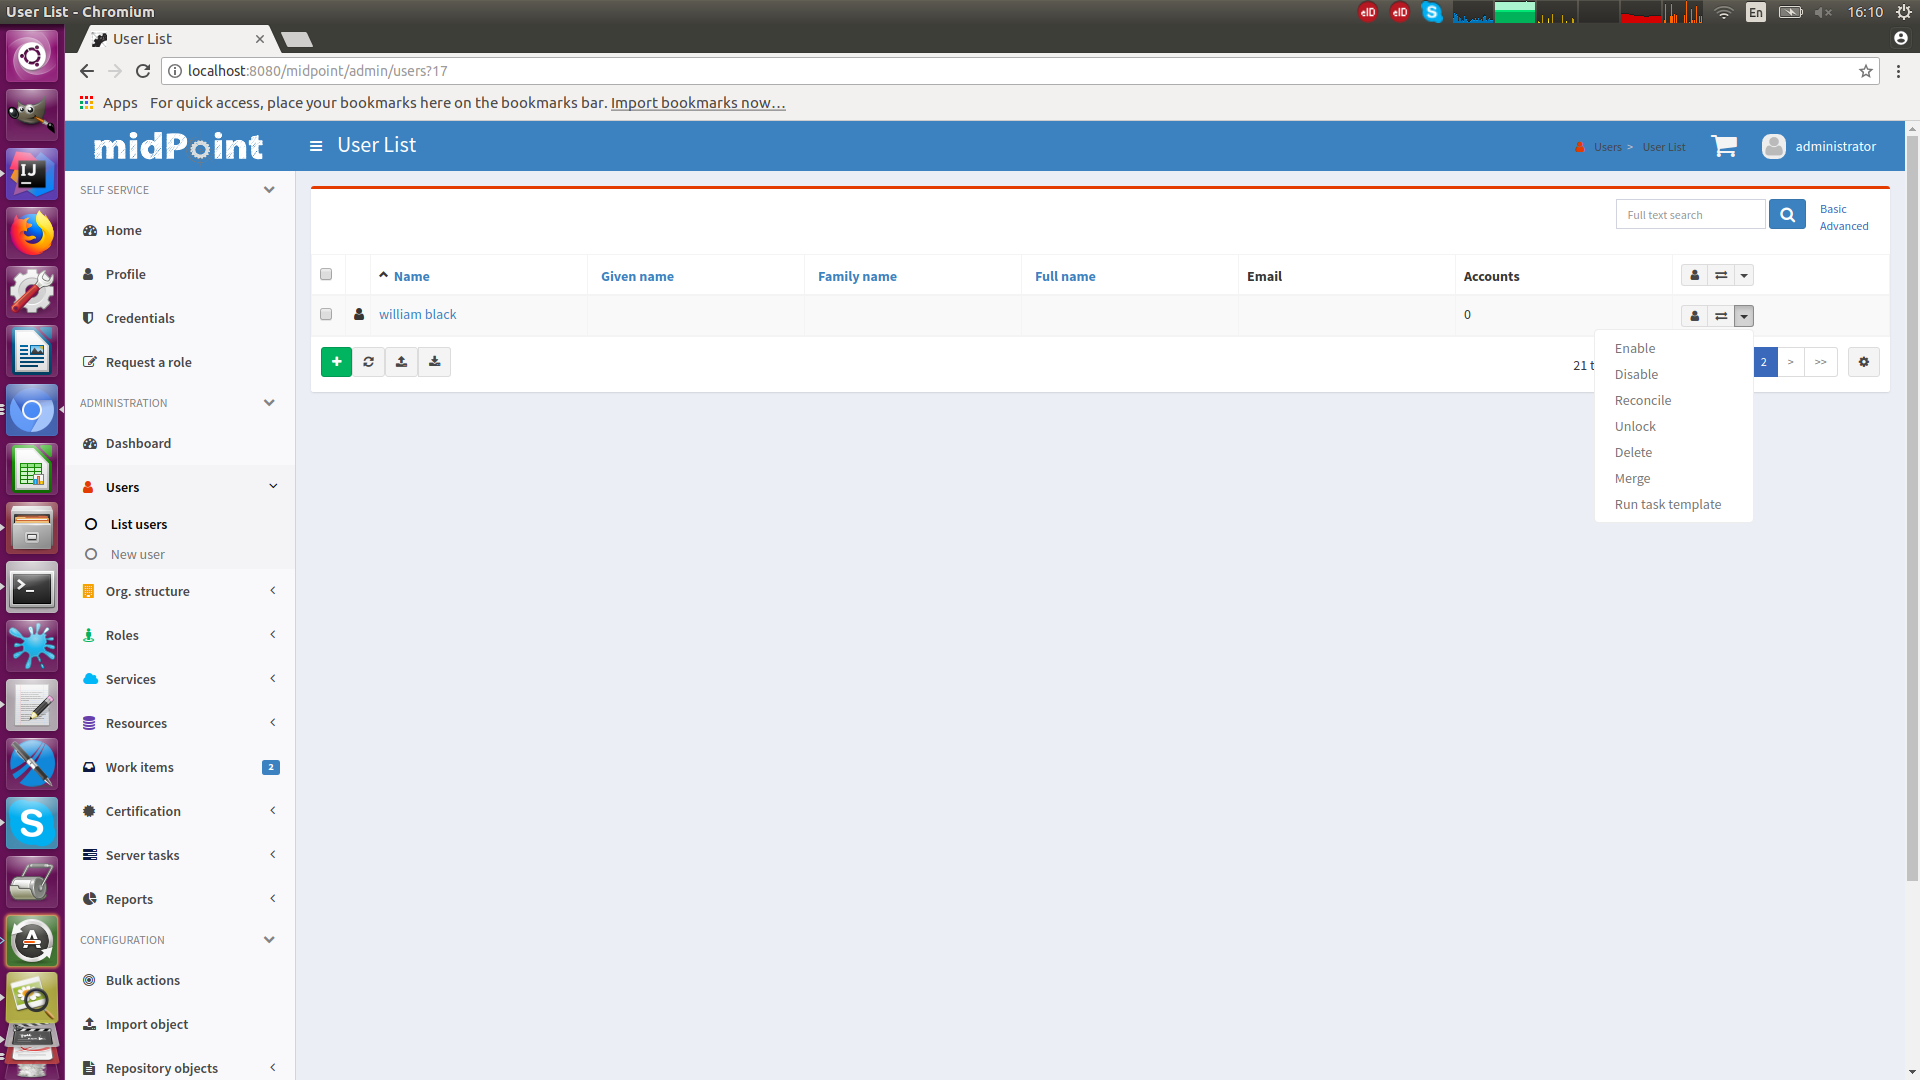 User List - Chromium
En
16:10
User List
localhost:8080/midpoint/admin/users?17
Apps For quick access, place your bookmarks here on the bookmarks bar. Import bookmarks now...
midPoint
User List
Users > User List
administrator
SELF SERVICE
Home
Profile
Credentials
Request a role
ADMINISTRATION
Dashboard
Users
List users
New user
Org. structure
Roles
Services
Resources
Work items 2
Certification
Server tasks
Reports
CONFIGURATION
Bulk actions
Import object
Repository objects
Full text search
Basic
Advanced
Name Given name Family name Full name Email Accounts
william black 0
21 t
2 > >>
Enable
Disable
Reconcile
Unlock
Delete
Merge
Run task template